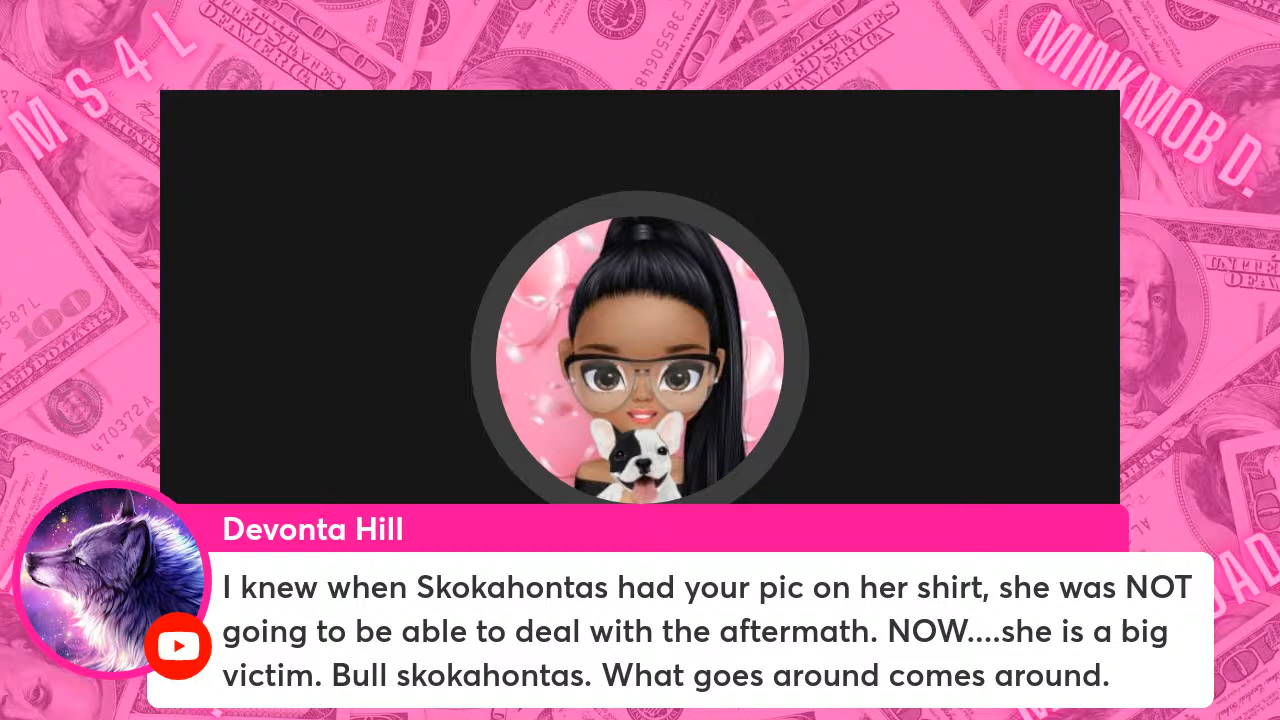 M S 4 L
MINKMOB D.
Devonta Hill
I knew when Skokahontas had your pic on her shirt, she was NOT
going to be able to deal with the aftermath. NOW....she is a big
victim. Bull skokahontas. What goes around comes around.